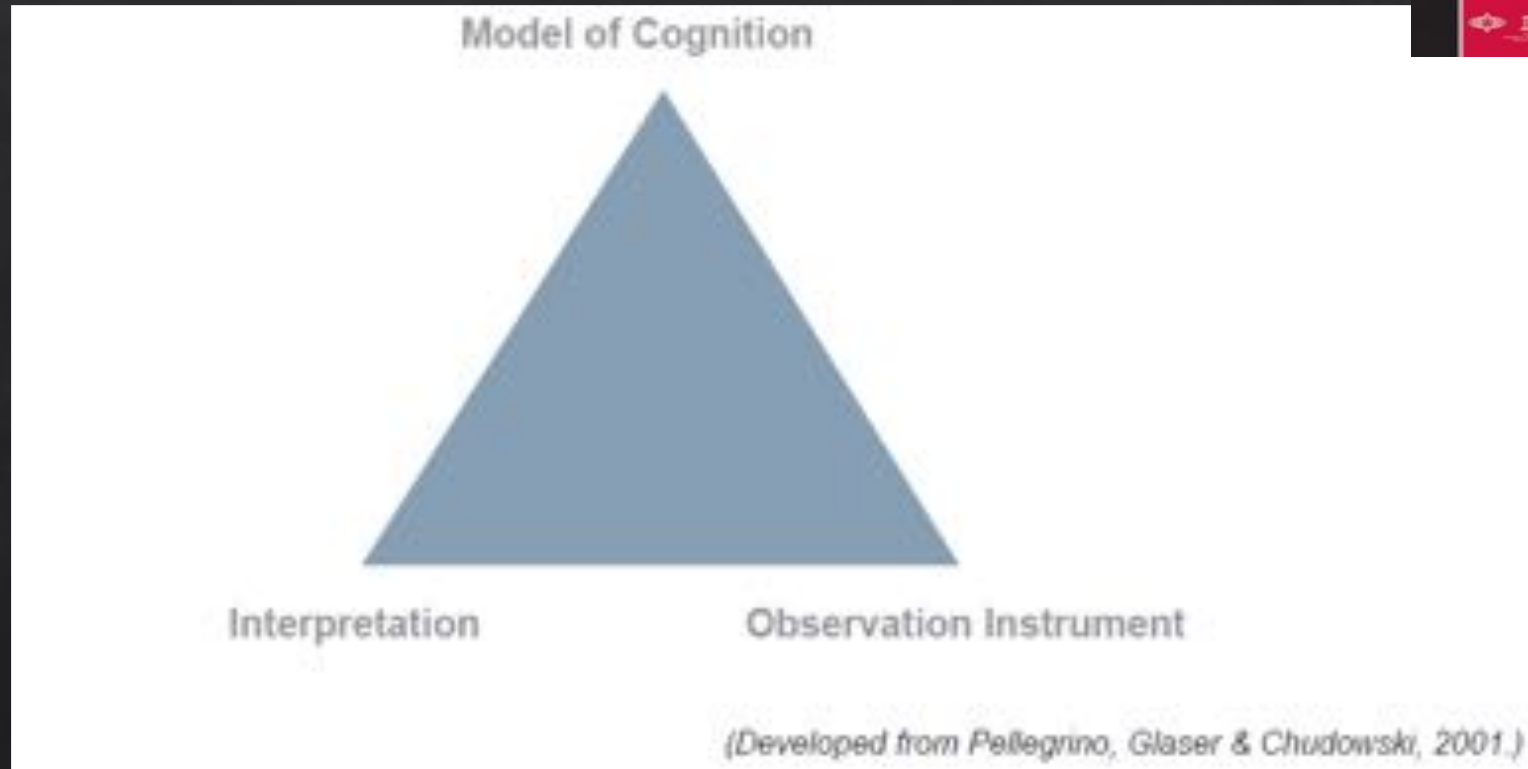 Model of Cognition
Interpretation
Observation Instrument
(Developed from Pellegrino, Glaser & Chudowski, 2001.)